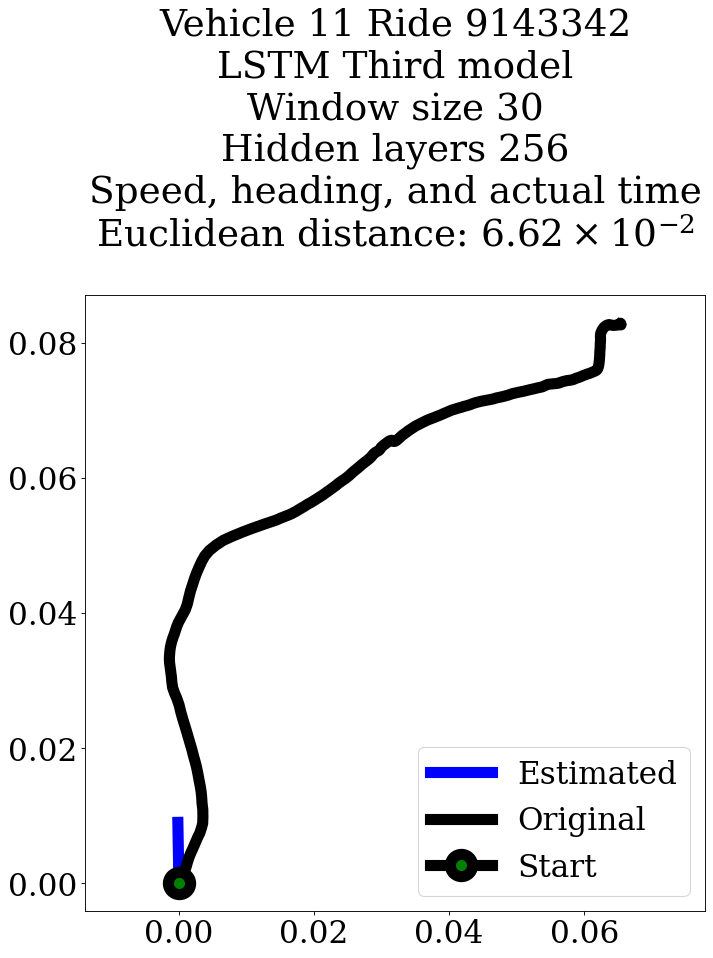 Vehicle 11 Ride 9143342
LSTM Third model
Window size 30
Hidden layers 256
Speed, heading, and actual time
Euclidean distance: 6.62 × 10⁻²
0.08
0.06
0.04
0.02
0.00
0.00 0.02 0.04 0.06
Estimated
Original
Start